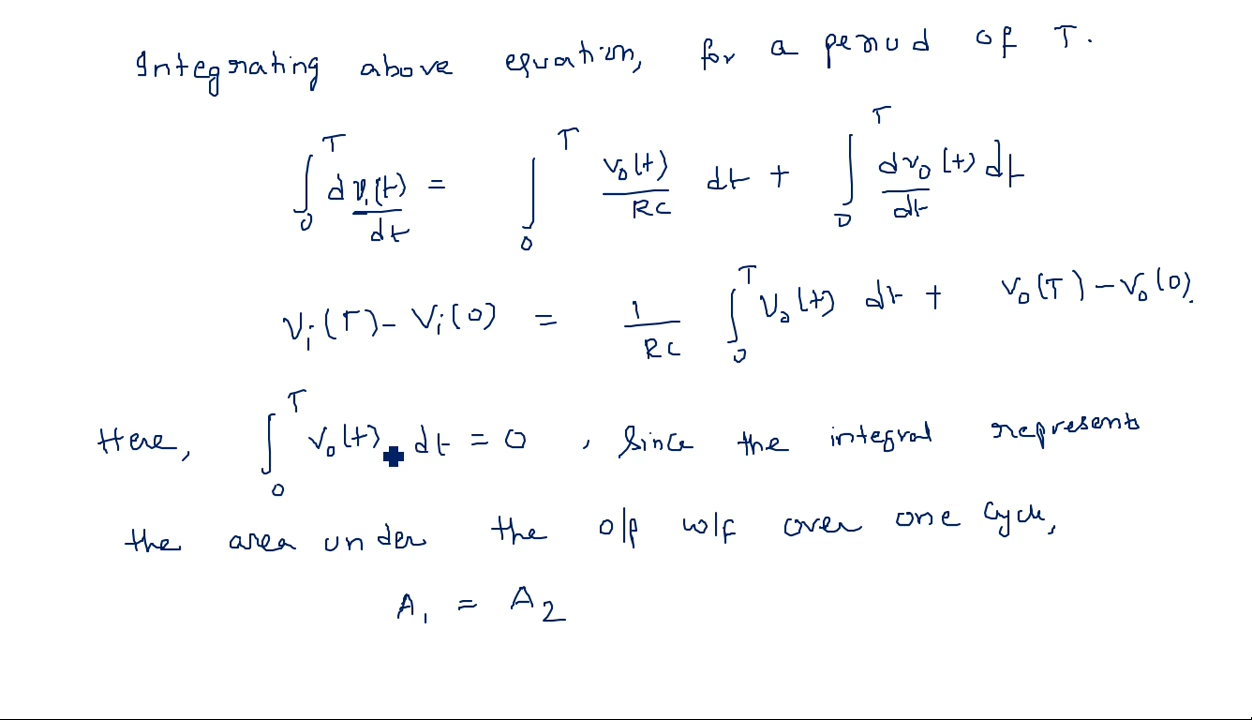 Integrating above equation, for a period of T.
∫₀ᵀ dvᵢ(t)/dt = ∫₀ᵀ v₀(t)/RC dt + ∫₀ᵀ dv₀(t)/dt dt
Vᵢ(T) - Vᵢ(0) = 1/RC ∫₀ᵀ V₀(t) dt + V₀(T) - V₀(0).
Here, ∫₀ᵀ V₀(t) dt = 0, since the integral represents
the area under the o/p w/f over one cycle,
A₁ = A₂